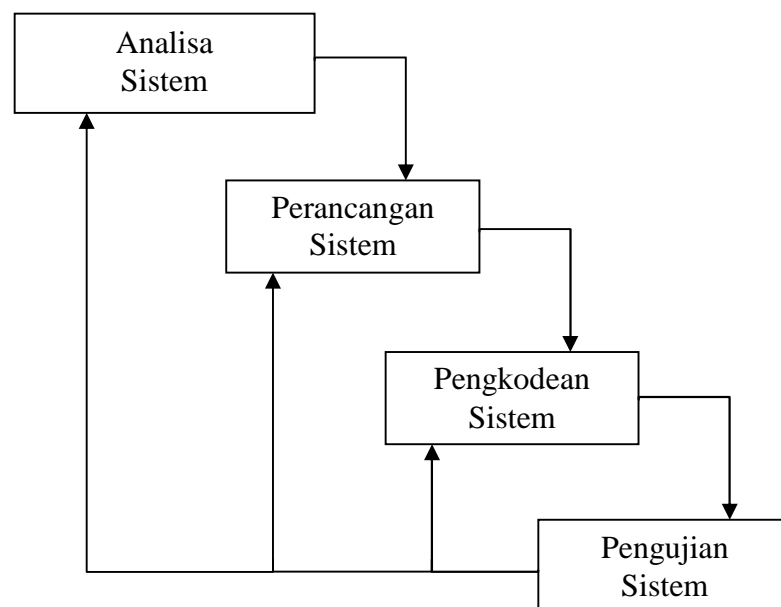 Analisa
Sistem
Perancangan
Sistem
Pengkodean
Sistem
Pengujian
Sistem